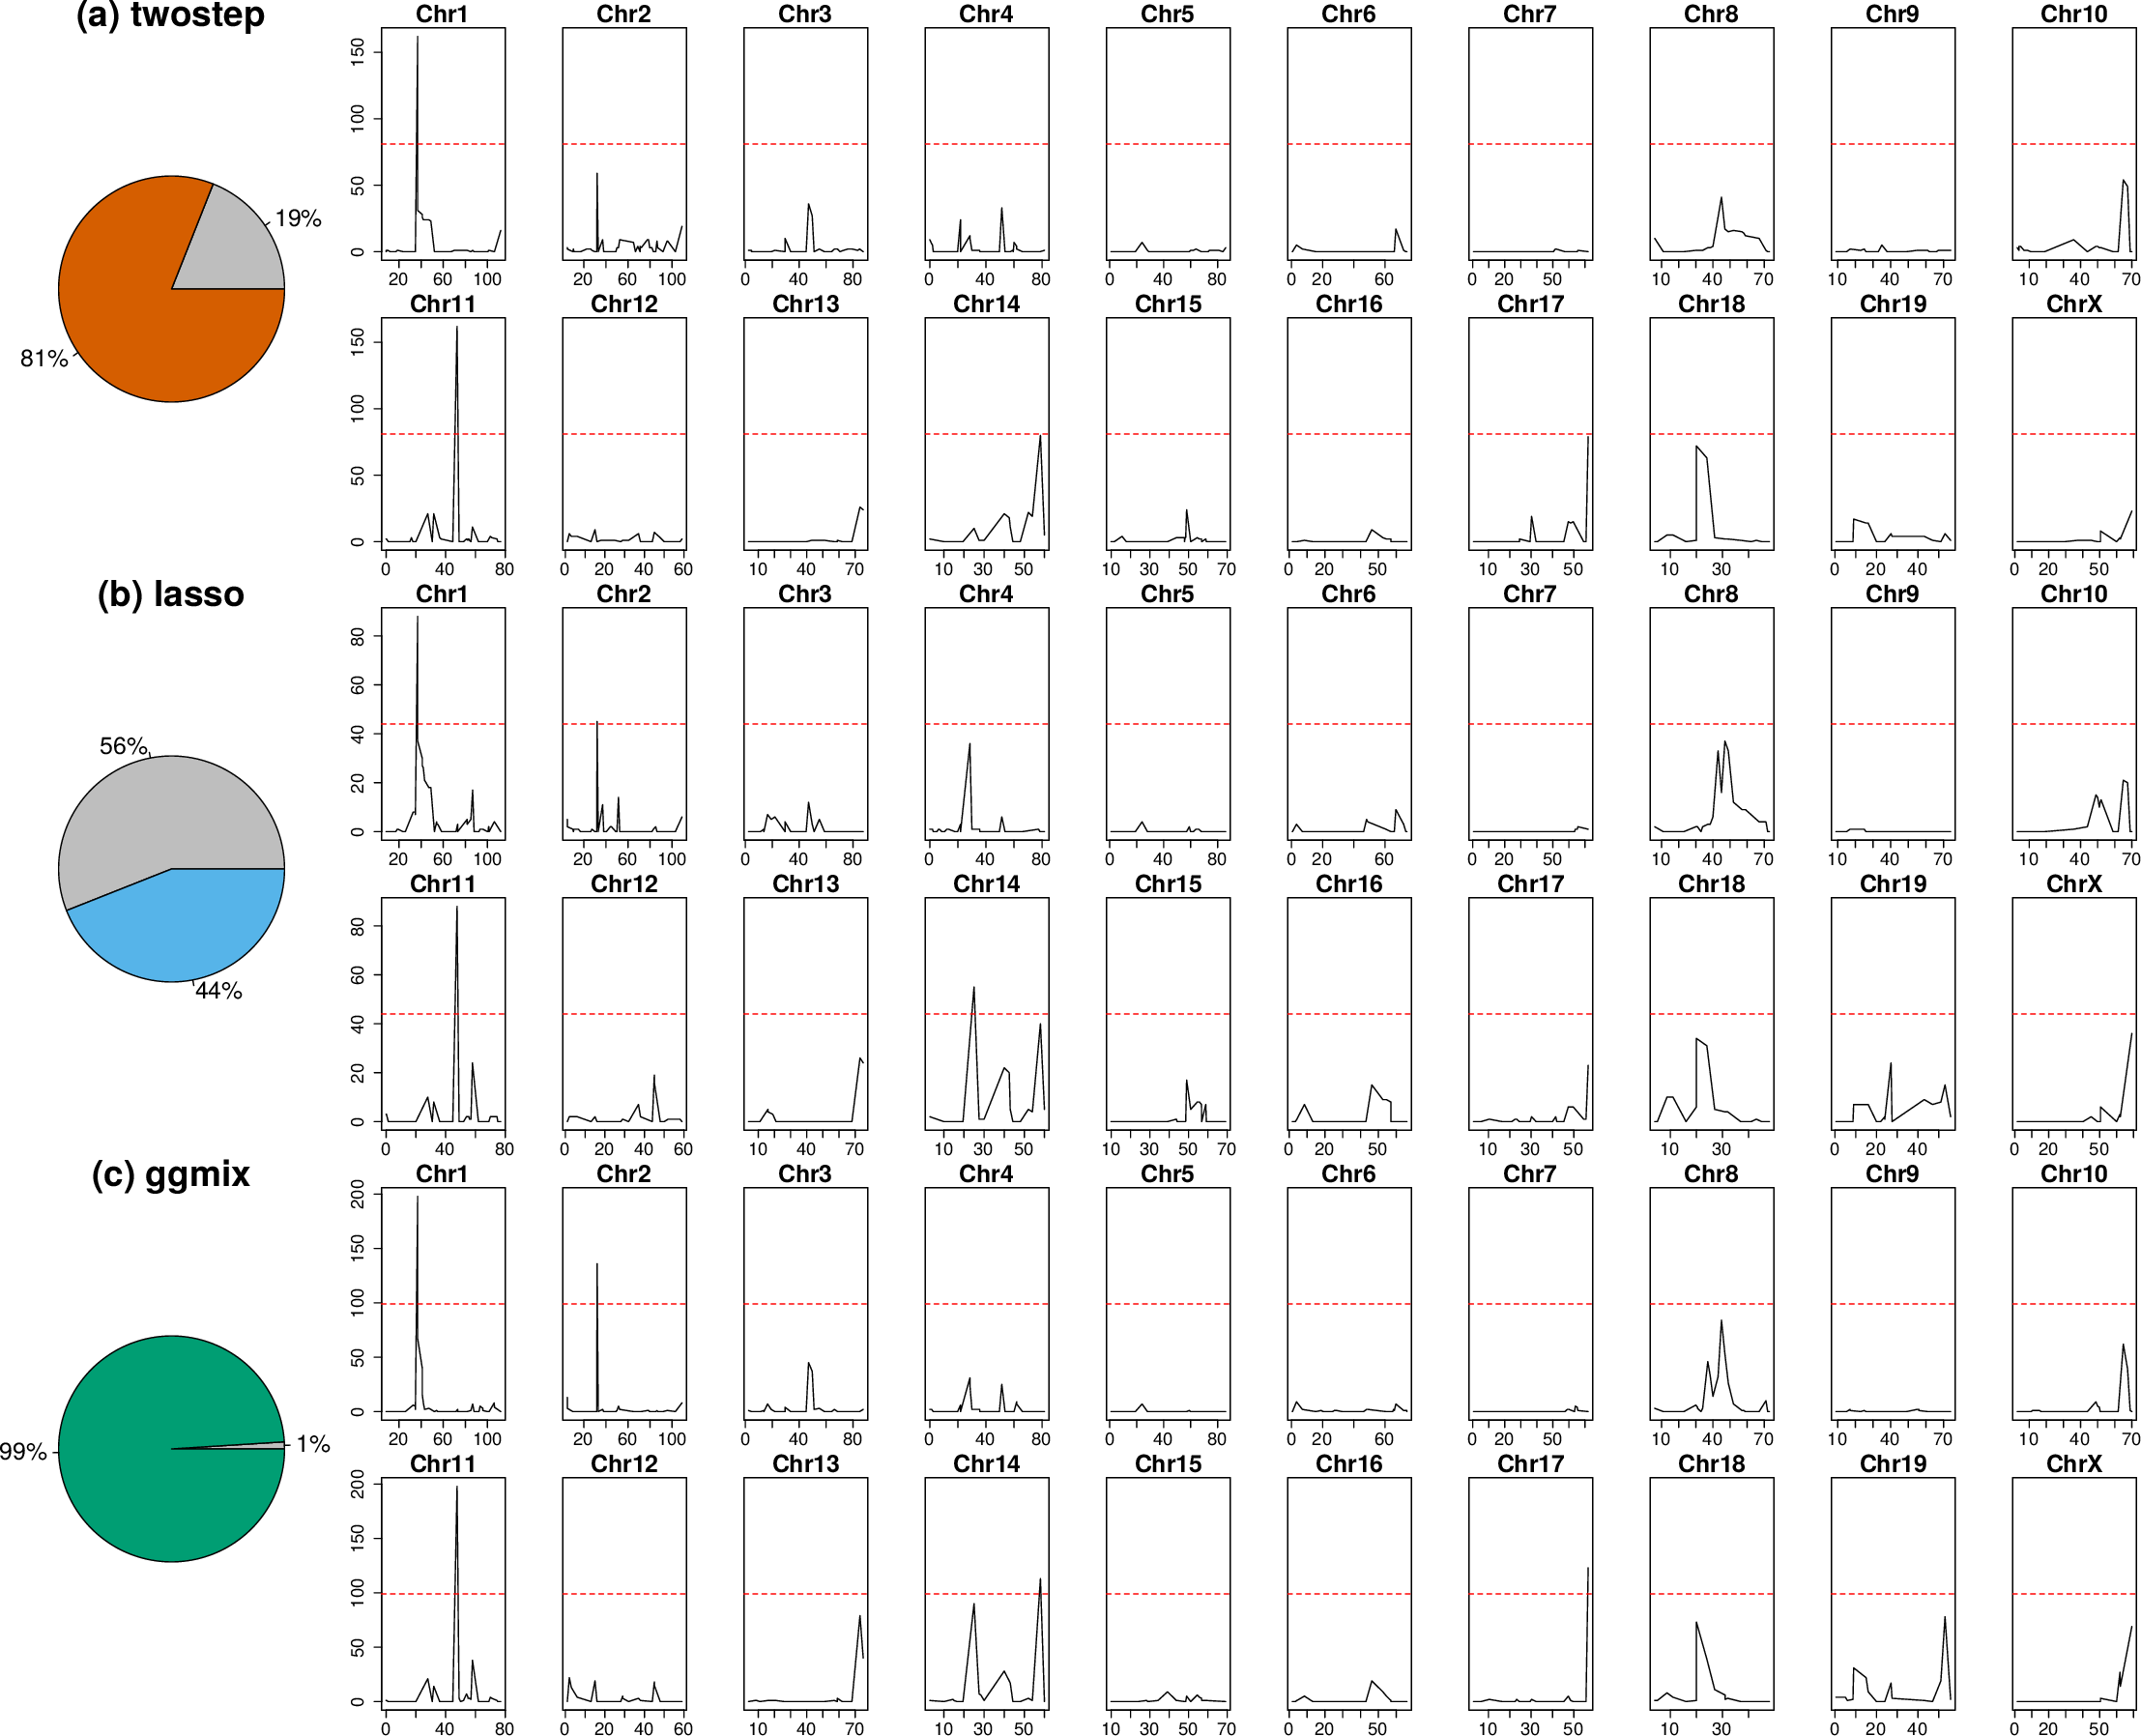 (a) twostep
19%
81%
Chr1 Chr2 Chr3 Chr4 Chr5 Chr6 Chr7 Chr8 Chr9 Chr10
150
100
50
0
20 60 100 20 60 100 0 40 80 0 40 80 0 40 80 0 20 60 0 20 50 10 40 70 10 40 70 10 40 70
Chr11 Chr12 Chr13 Chr14 Chr15 Chr16 Chr17 Chr18 Chr19 ChrX
150
100
50
0
0 40 80 0 20 40 60 10 40 70 10 30 50 10 30 50 70 0 20 50 10 30 50 10 30 0 20 40 0 20 50
(b) lasso
56%
44%
Chr1 Chr2 Chr3 Chr4 Chr5 Chr6 Chr7 Chr8 Chr9 Chr10
80
60
40
20
0
20 60 100 20 60 100 0 40 80 0 40 80 0 40 80 0 20 60 0 20 50 10 40 70 10 40 70 10 40 70
Chr11 Chr12 Chr13 Chr14 Chr15 Chr16 Chr17 Chr18 Chr19 ChrX
80
60
40
20
0
0 40 80 0 20 40 60 10 40 70 10 30 50 10 30 50 70 0 20 50 10 30 50 10 30 0 20 40 0 20 50
(c) ggmix
99%
1%
Chr1 Chr2 Chr3 Chr4 Chr5 Chr6 Chr7 Chr8 Chr9 Chr10
200
150
100
50
0
20 60 100 20 60 100 0 40 80 0 40 80 0 40 80 0 20 60 0 20 50 10 40 70 10 40 70 10 40 70
Chr11 Chr12 Chr13 Chr14 Chr15 Chr16 Chr17 Chr18 Chr19 ChrX
200
150
100
50
0
0 40 80 0 20 40 60 10 40 70 10 30 50 10 30 50 70 0 20 50 10 30 50 10 30 0 20 40 0 20 50